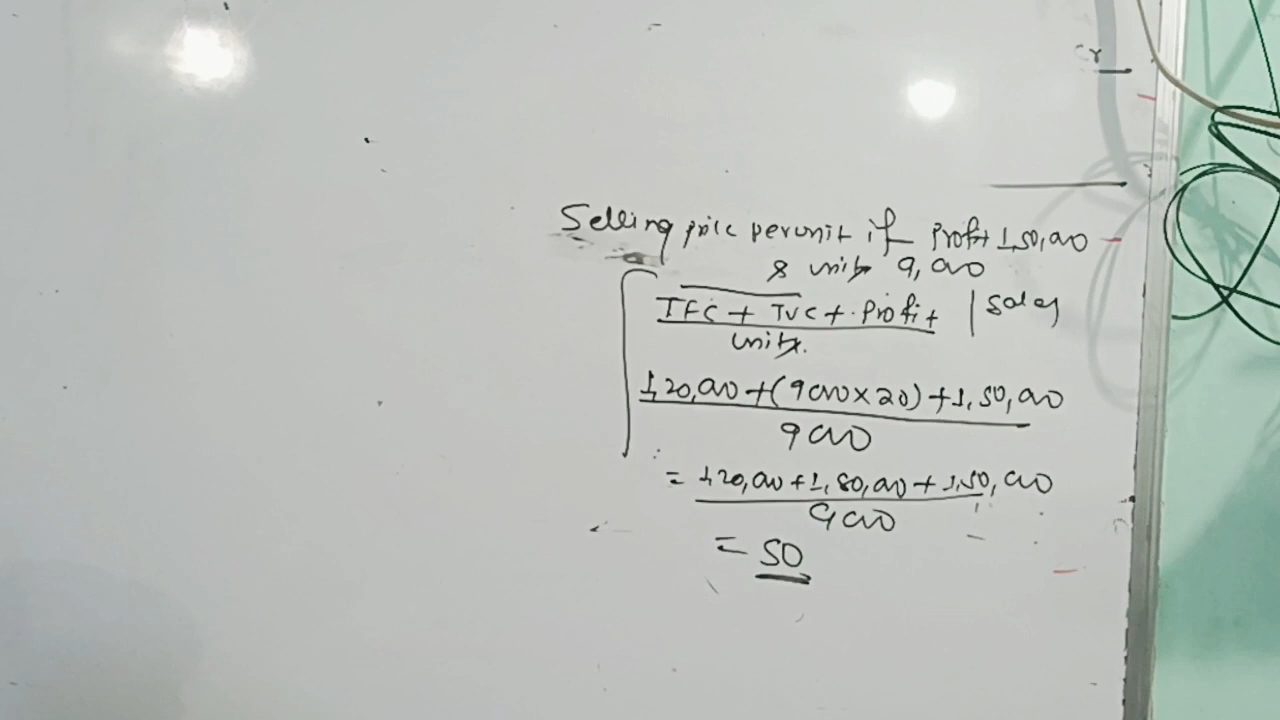 Cr
Selling price per unit if profit 1,50,000
& units 9,000
TFC + TVC + Profit | Sales
units.
1,20,000 + (9000 x 20) + 1,50,000
9000
= 1,20,000 + 1,80,000 + 1,50,000
9000
= 50